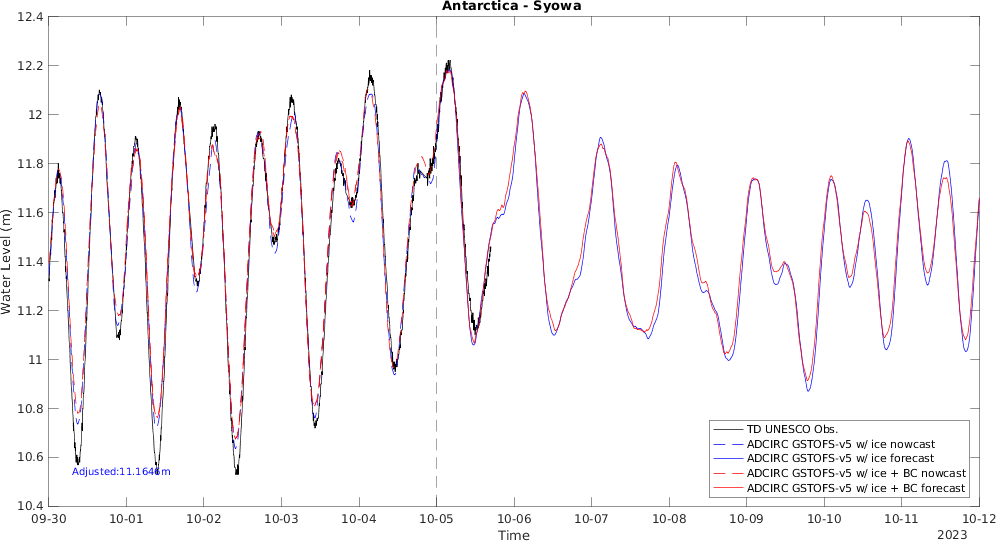 Antarctica - Syowa
12.4
12.2
12
11.8
11.6
11.4
11.2
11
10.8
10.6
10.4
Water Level (m)
Adjusted:11.1646m
TD UNESCO Obs.
ADCIRC GSTOFS-v5 w/ ice nowcast
ADCIRC GSTOFS-v5 w/ ice forecast
ADCIRC GSTOFS-v5 w/ ice + BC nowcast
ADCIRC GSTOFS-v5 w/ ice + BC forecast
09-30 10-01 10-02 10-03 10-04 10-05 10-06 10-07 10-08 10-09 10-10 10-11 10-12
Time
2023